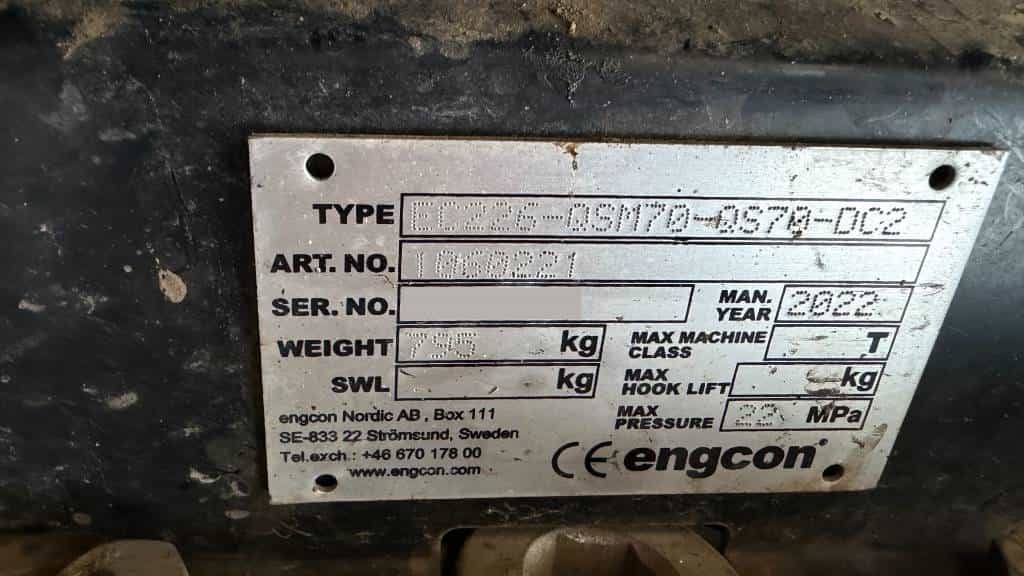 TYPE EC226-QSM70-QS70-DC2
ART. NO. 1060221
SER. NO. MAN. YEAR 2022
WEIGHT 795 kg MAX MACHINE CLASS T
SWL kg MAX HOOK LIFT kg
MAX PRESSURE 22 MPa
engcon Nordic AB, Box 111
SE-833 22 Strömsund, Sweden
Tel.exch.: +46 670 178 00
www.engcon.com
CE engcon